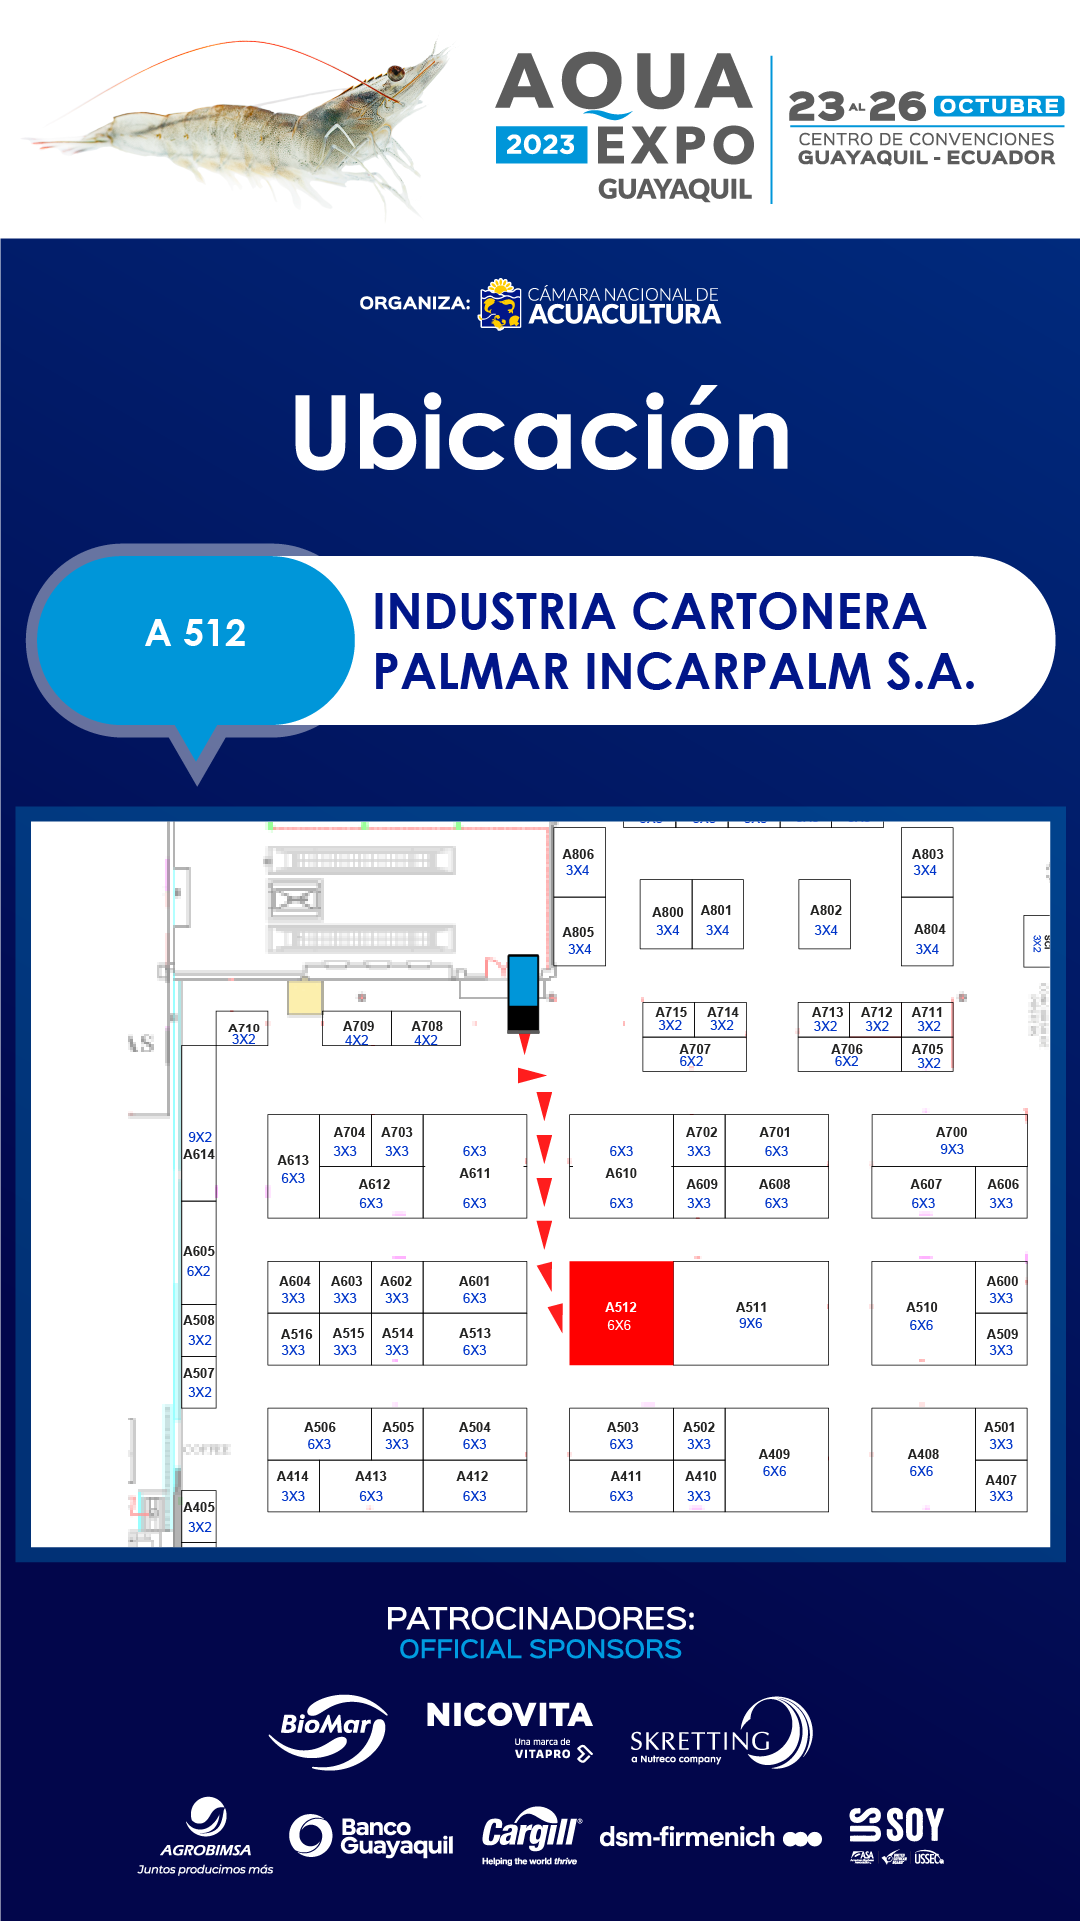 AQUA
2023 EXPO
GUAYAQUIL
23 AL 26 OCTUBRE
CENTRO DE CONVENCIONES
GUAYAQUIL - ECUADOR
ORGANIZA:
CÁMARA NACIONAL DE
ACUACULTURA
Ubicación
A 512
INDUSTRIA CARTONERA
PALMAR INCARPALM S.A.
A806
3X4
A803
3X4
A800
3X4
A801
3X4
A802
3X4
A805
3X4
A804
3X4
3X2
A710
3X2
A709
4X2
A708
4X2
A715
3X2
A714
3X2
A713
3X2
A712
3X2
A711
3X2
A707
6X2
A706
6X2
A705
3X2
9X2
A614
A613
6X3
A704
3X3
A703
3X3
6X3
A611
6X3
A612
6X3
6X3
A610
6X3
A702
3X3
A701
6X3
A609
3X3
A608
6X3
A700
9X3
A607
6X3
A606
3X3
A605
6X2
A604
3X3
A603
3X3
A602
3X3
A601
6X3
A512
6X6
A511
9X6
A510
6X6
A600
3X3
A508
3X2
A516
3X3
A515
3X3
A514
3X3
A513
6X3
A509
3X3
A507
3X2
A506
6X3
A505
3X3
A504
6X3
A503
6X3
A502
3X3
A409
6X6
A408
6X6
A501
3X3
COFFEE
A414
3X3
A413
6X3
A412
6X3
A411
6X3
A410
3X3
A407
3X3
A405
3X2
PATROCINADORES:
OFFICIAL SPONSORS
BioMar
NICOVITA
Una marca de
VITAPRO
SKRETTING
a Nutreco company
AGROBIMSA
Juntos producimos más
Banco
Guayaquil
Cargill®
Helping the world thrive
dsm-firmenich
US SOY
ASA
USSEC